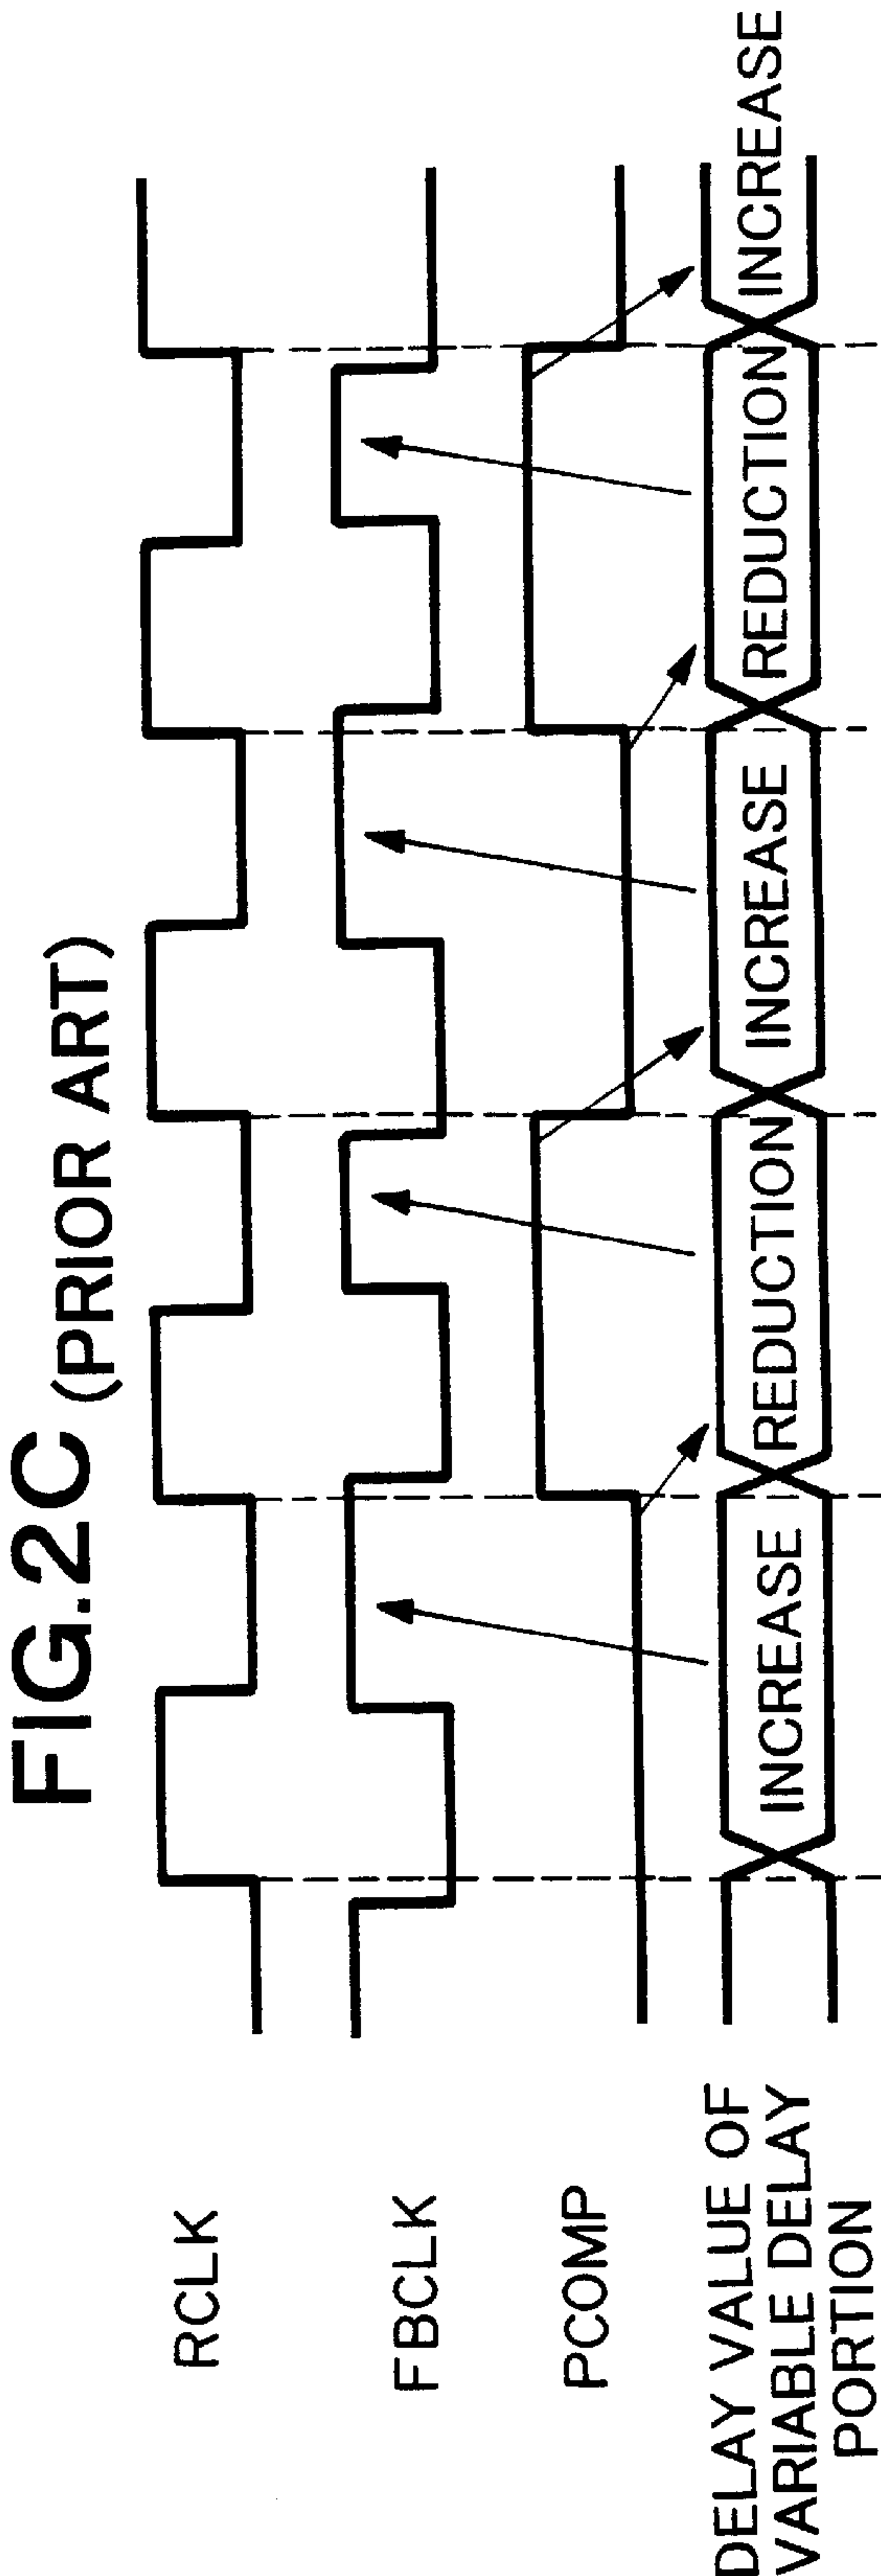 FIG.2C (PRIOR ART)
RCLK
FBCLK
PCOMP
DELAY VALUE OF
VARIABLE DELAY
PORTION
INCREASE
REDUCTION
INCREASE
REDUCTION
INCREASE